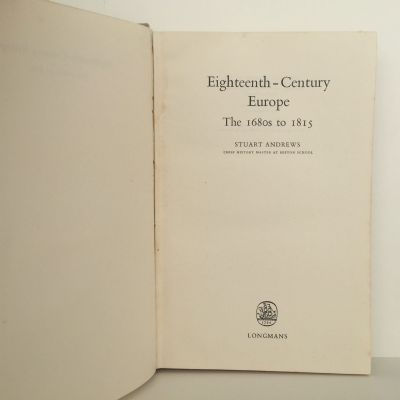 Eighteenth-Century
Europe
The 1680s to 1815
STUART ANDREWS
CHIEF HISTORY MASTER AT REPTON SCHOOL
LONGMANS